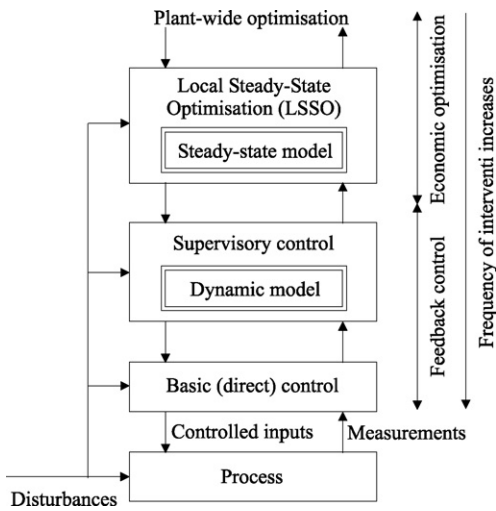 Plant-wide optimisation
Local Steady-State
Optimisation (LSSO)
Steady-state model
Supervisory control
Dynamic model
Basic (direct) control
Controlled inputs
Measurements
Process
Disturbances
Economic optimisation
Feedback control
Frequency of interventi increases